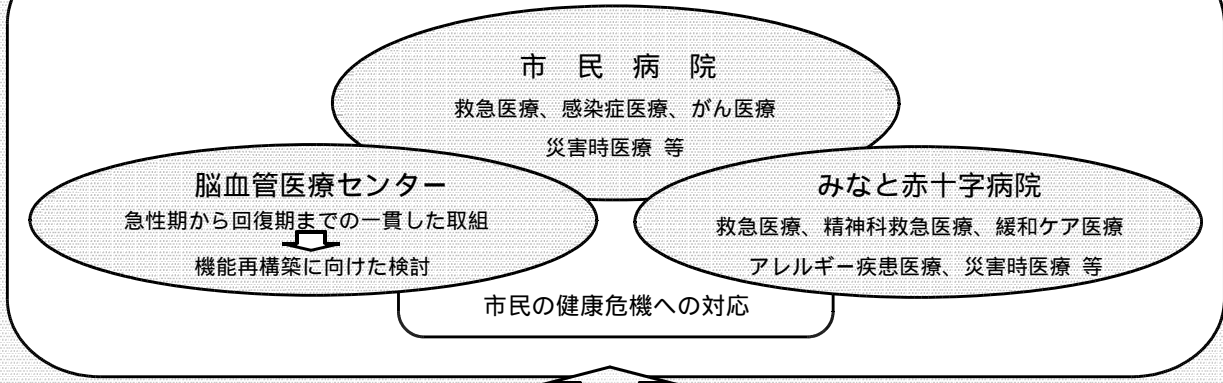 市 民 病 院
救急医療、感染症医療、がん医療
災害時医療 等
脳血管医療センター
急性期から回復期までの一貫した取組
機能再構築に向けた検討
みなと赤十字病院
救急医療、精神科救急医療、緩和ケア医療
アレルギー疾患医療、災害時医療 等
市民の健康危機への対応